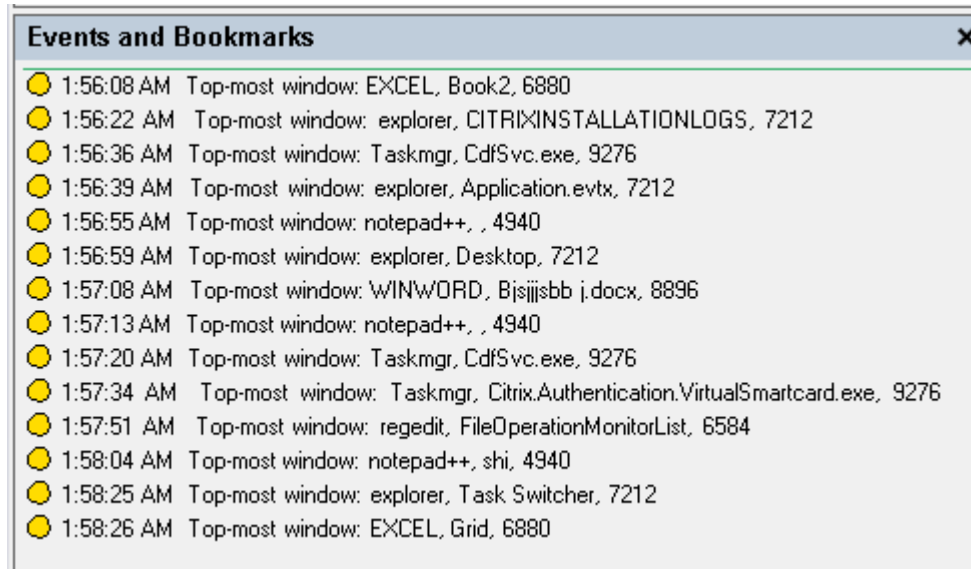 Events and Bookmarks
1:56:08 AM Top-most window: EXCEL, Book2, 6880
1:56:22 AM Top-most window: explorer, CITRIXINSTALLATIONLOGS, 7212
1:56:36 AM Top-most window: Taskmgr, CdfSvc.exe, 9276
1:56:39 AM Top-most window: explorer, Application.evtx, 7212
1:56:55 AM Top-most window: notepad++, , 4940
1:56:59 AM Top-most window: explorer, Desktop, 7212
1:57:08 AM Top-most window: WINWORD, Bjsjjjsbb j.docx, 8896
1:57:13 AM Top-most window: notepad++, , 4940
1:57:20 AM Top-most window: Taskmgr, CdfSvc.exe, 9276
1:57:34 AM Top-most window: Taskmgr, Citrix.Authentication.VirtualSmartcard.exe, 9276
1:57:51 AM Top-most window: regedit, FileOperationMonitorList, 6584
1:58:04 AM Top-most window: notepad++, shi, 4940
1:58:25 AM Top-most window: explorer, Task Switcher, 7212
1:58:26 AM Top-most window: EXCEL, Grid, 6880